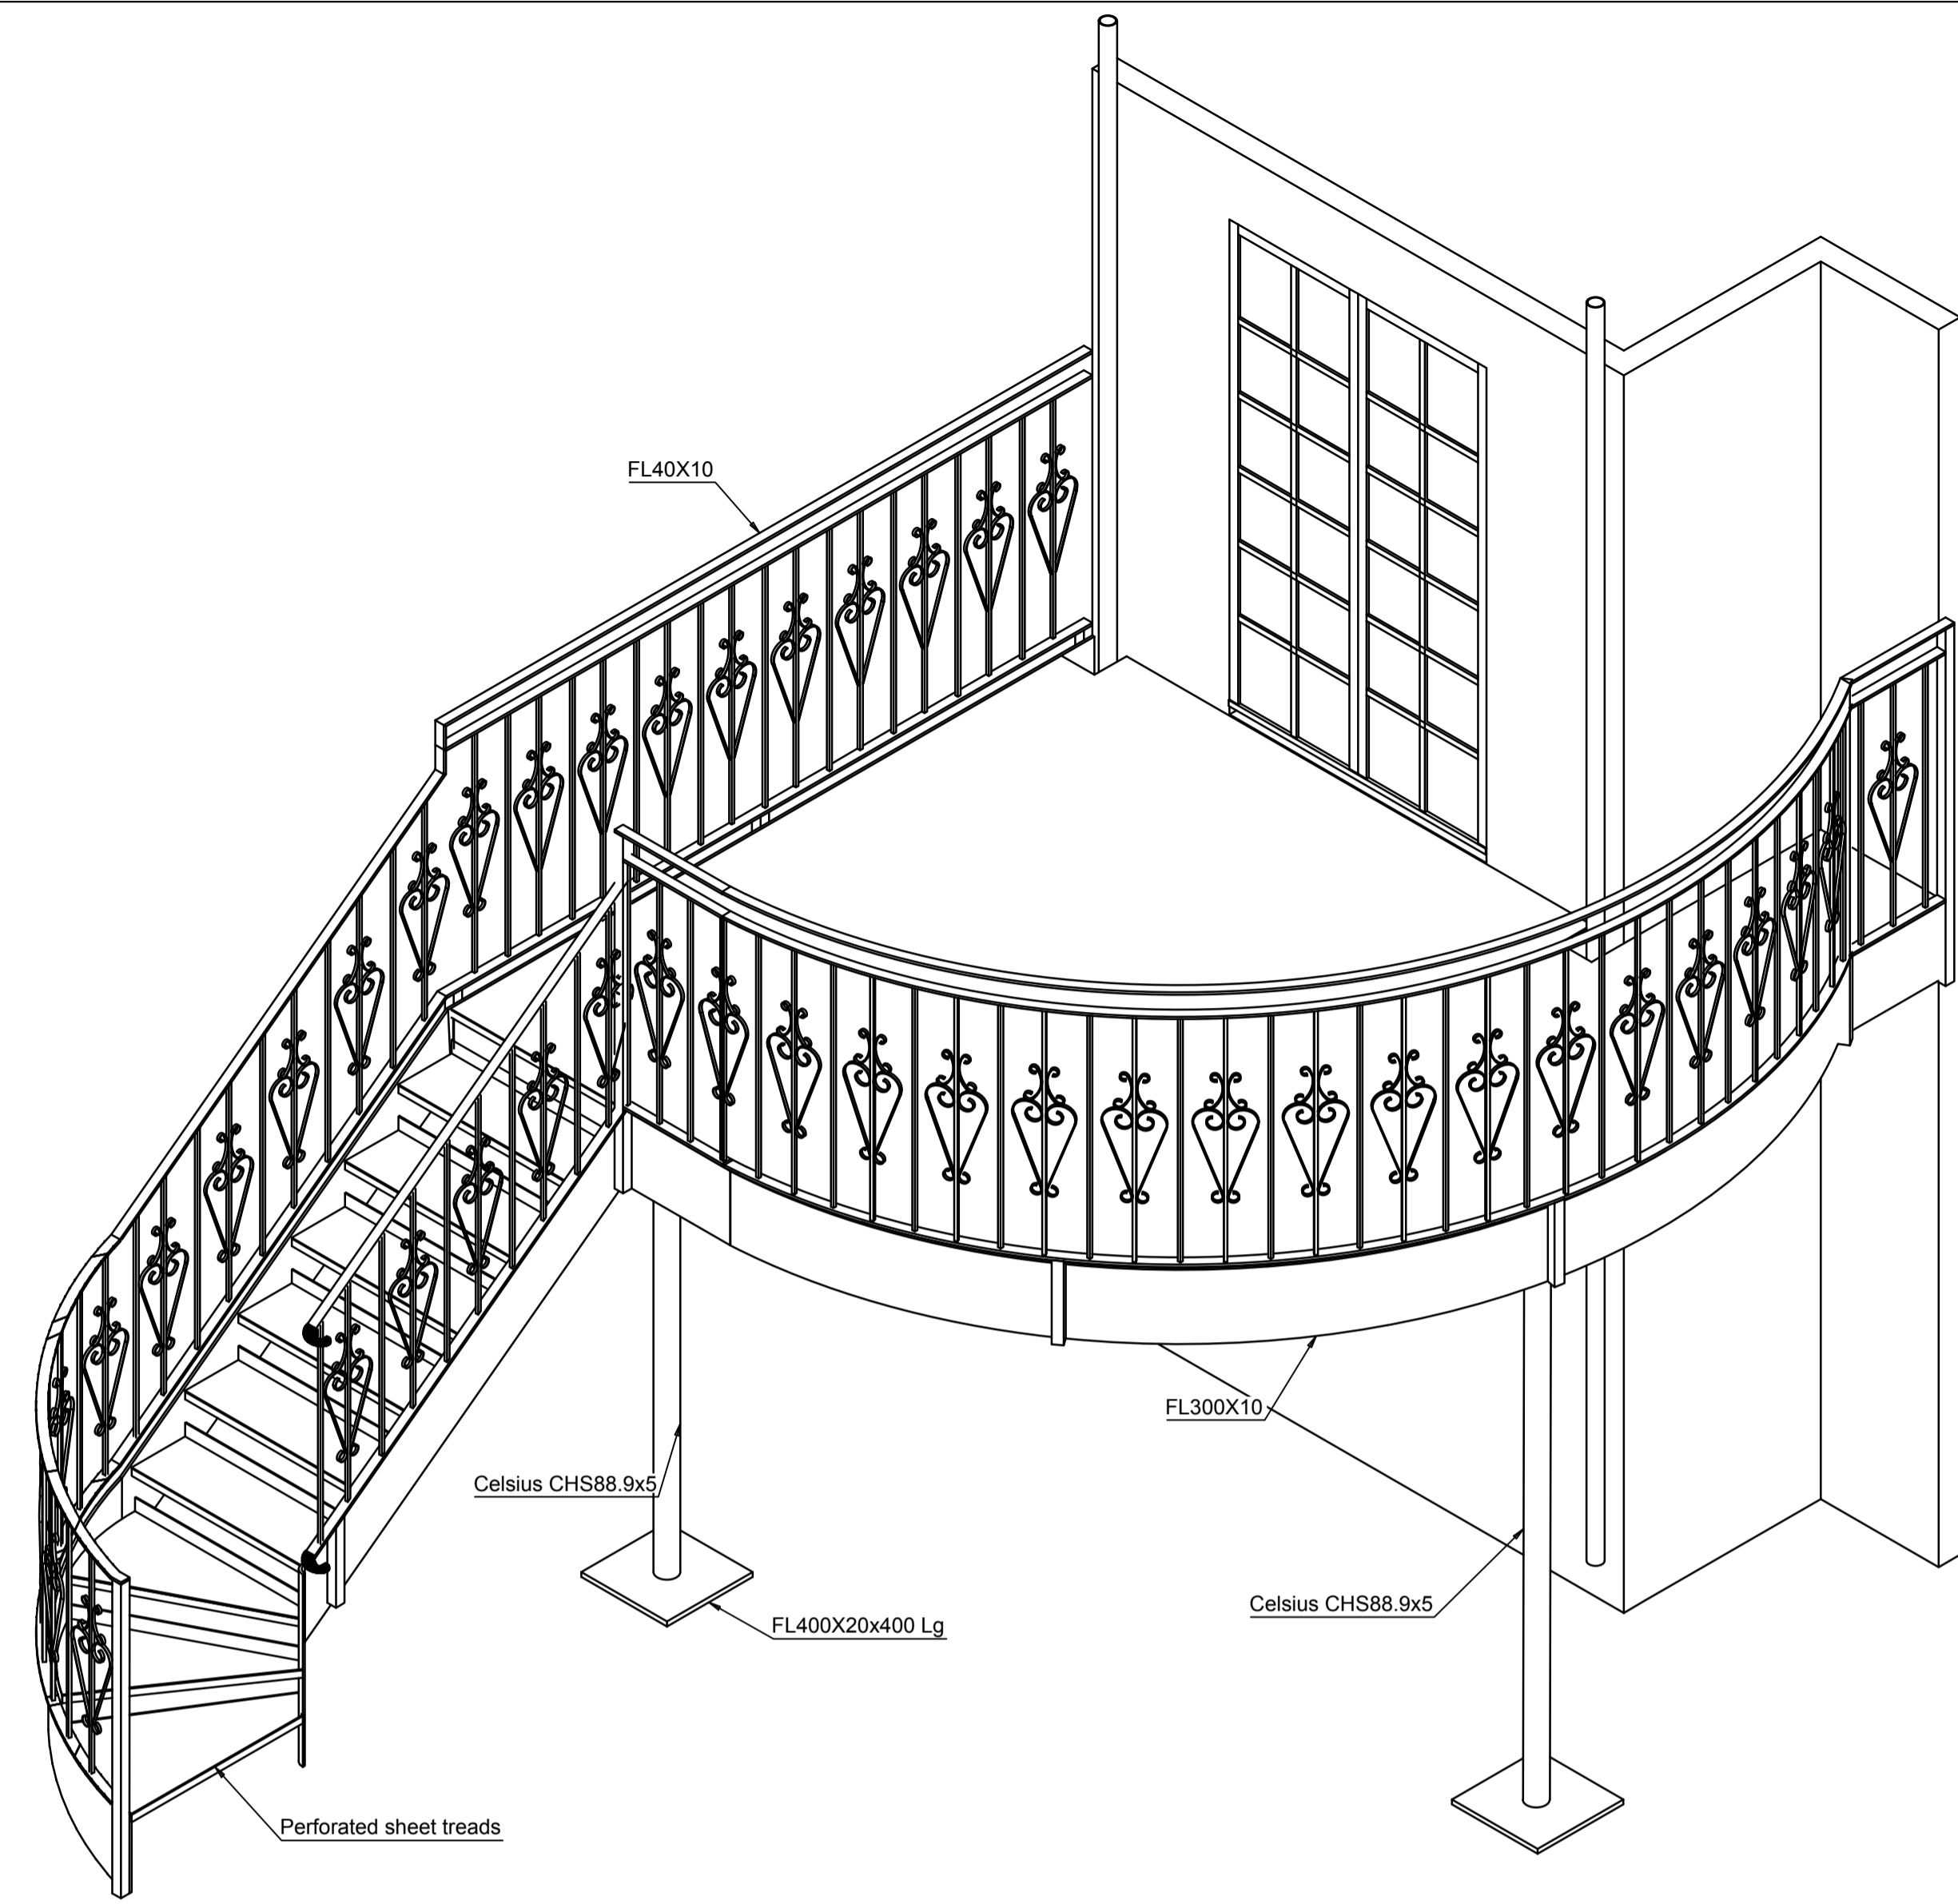 FL40X10
FL300X10
Celsius CHS88.9x5
Celsius CHS88.9x5
FL400X20x400 Lg
Perforated sheet treads